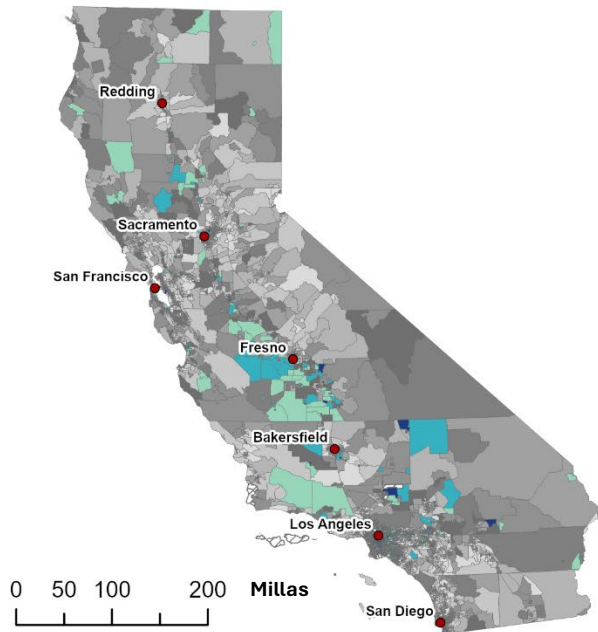 Redding
Sacramento
San Francisco
Fresno
Bakersfield
Los Angeles
San Diego
0 50 100 200 Millas